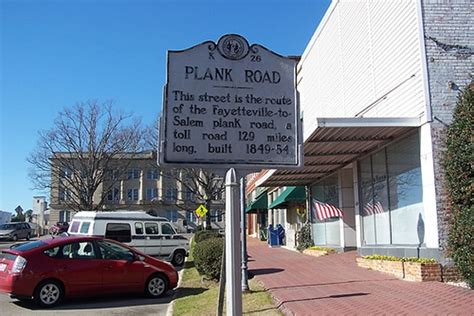 K 26
PLANK ROAD
This street is the route
of the Fayetteville-to-
Salem plank road, a
toll road 129 miles
long, built 1849-54.